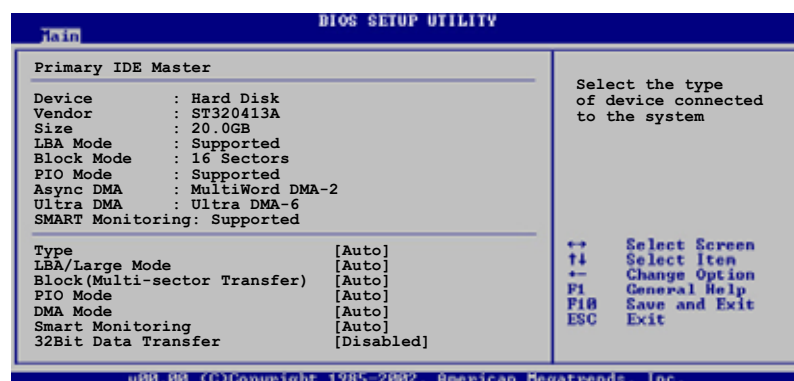 BIOS SETUP UTILITY
Main
Primary IDE Master
Device : Hard Disk
Vendor : ST320413A
Size : 20.0GB
LBA Mode : Supported
Block Mode : 16 Sectors
PIO Mode : Supported
Async DMA : MultiWord DMA-2
Ultra DMA : Ultra DMA-6
SMART Monitoring: Supported
Type [Auto]
LBA/Large Mode [Auto]
Block(Multi-sector Transfer) [Auto]
PIO Mode [Auto]
DMA Mode [Auto]
Smart Monitoring [Auto]
32Bit Data Transfer [Disabled]
Select the type
of device connected
to the system
↔ Select Screen
↑↓ Select Item
+- Change Option
F1 General Help
F10 Save and Exit
ESC Exit
v00.00 (C)Copyright 1985-2002, American Megatrends, Inc.